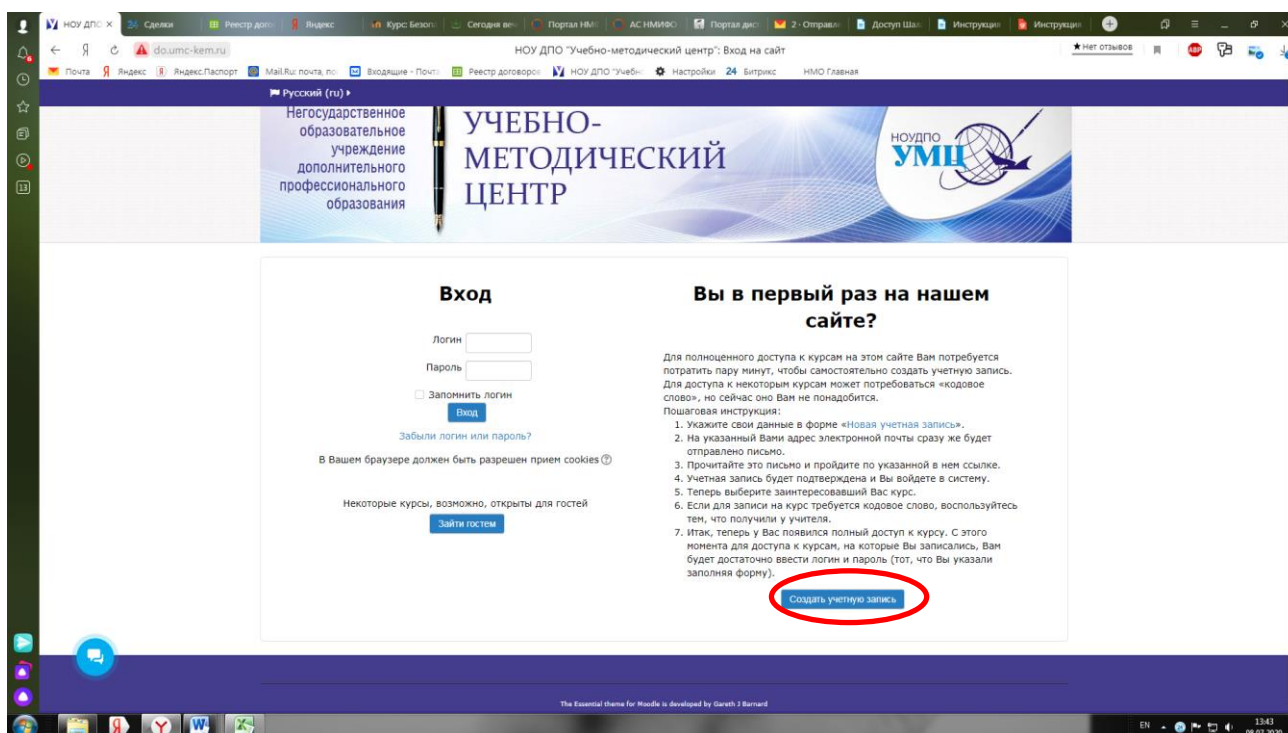 НОУ ДПО
Сделки
Реестр дого
Яндекс
Курс: Безоп
Сегодня веч
Портал НМ
АС НМИФО
Портал дис
2 - Отправл
Доступ Шал
Инструкция
Инструкция
do.umc-kem.ru
НОУ ДПО "Учебно-методический центр": Вход на сайт
★ Нет отзывов
ABP
Почта
Яндекс
Яндекс.Паспорт
Mail.Ru: почта, по
Входящие - Почт
Реестр договоров
НОУ ДПО "Учебн
Настройки
24 Битрикс
НМО Главная
13
Русский (ru)
Негосударственное
образовательное
учреждение
дополнительного
профессионального
образования
УЧЕБНО-
МЕТОДИЧЕСКИЙ
ЦЕНТР
НОУДПО
УМЦ
Вход
Логин
Пароль
Запомнить логин
Вход
Забыли логин или пароль?
В Вашем браузере должен быть разрешен прием cookies
Некоторые курсы, возможно, открыты для гостей
Зайти гостем
Вы в первый раз на нашем
сайте?
Для полноценного доступа к курсам на этом сайте Вам потребуется
потратить пару минут, чтобы самостоятельно создать учетную запись.
Для доступа к некоторым курсам может потребоваться «кодовое
слово», но сейчас оно Вам не понадобится.
Пошаговая инструкция:
1. Укажите свои данные в форме «Новая учетная запись».
2. На указанный Вами адрес электронной почты сразу же будет
отправлено письмо.
3. Прочитайте это письмо и пройдите по указанной в нем ссылке.
4. Учетная запись будет подтверждена и Вы войдете в систему.
5. Теперь выберите заинтересовавший Вас курс.
6. Если для записи на курс требуется кодовое слово, воспользуйтесь
тем, что получили у учителя.
7. Итак, теперь у Вас появился полный доступ к курсу. С этого
момента для доступа к курсам, на которые Вы записались, Вам
будет достаточно ввести логин и пароль (тот, что Вы указали
заполняя форму).
Создать учетную запись
The Essential theme for Moodle is developed by Gareth J Barnard
EN
13:43